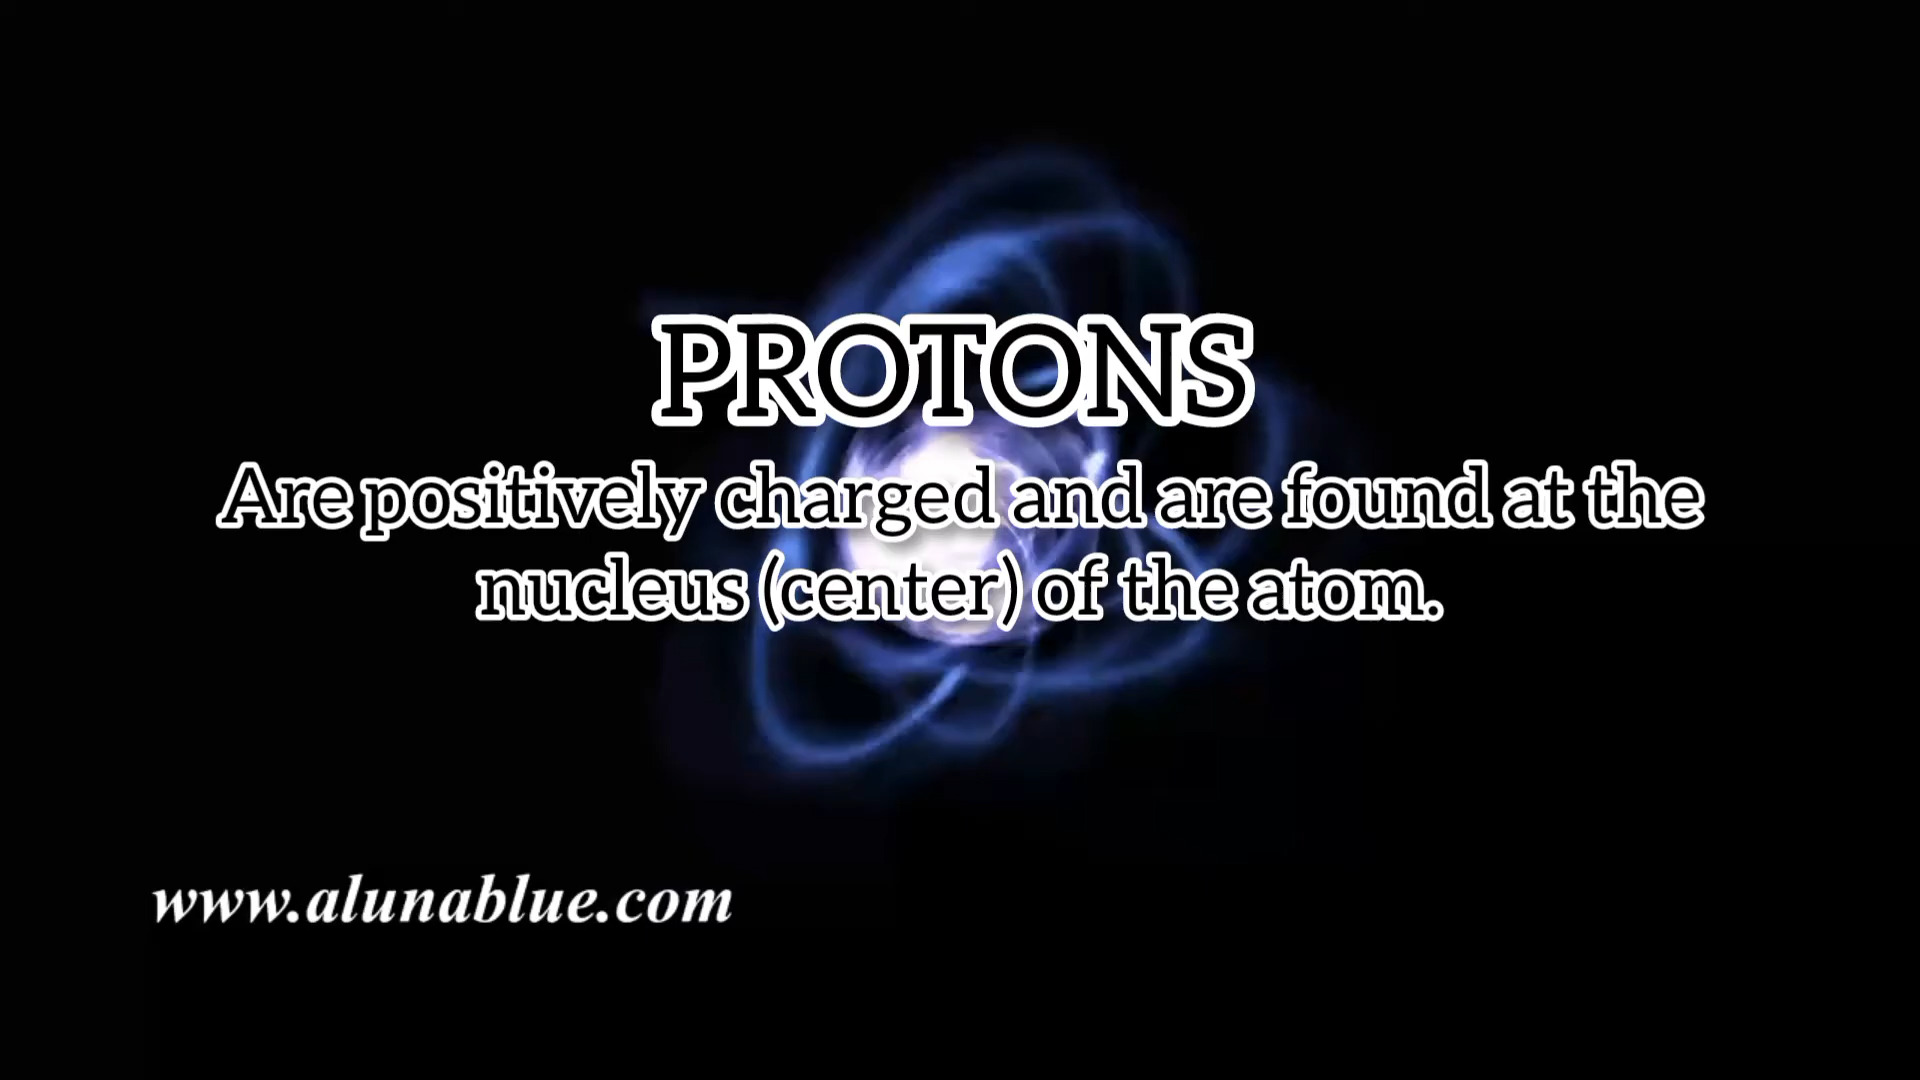 PROTONS
Are positively charged and are found at the
nucleus (center) of the atom.
www.alunablue.com